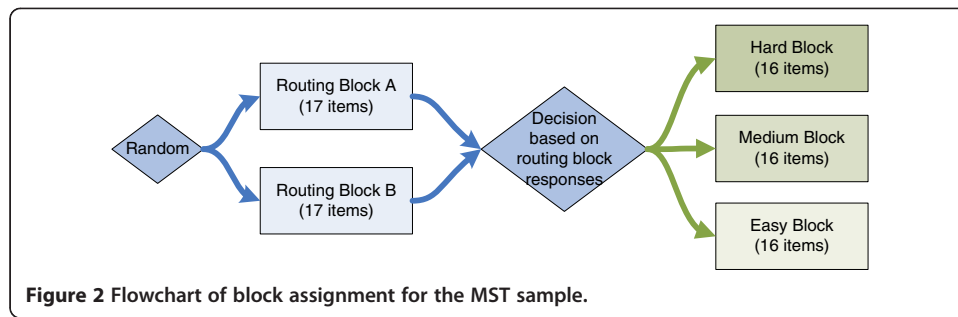 Random
Routing Block A
(17 items)
Routing Block B
(17 items)
Decision
based on
routing block
responses
Hard Block
(16 items)
Medium Block
(16 items)
Easy Block
(16 items)
Figure 2 Flowchart of block assignment for the MST sample.